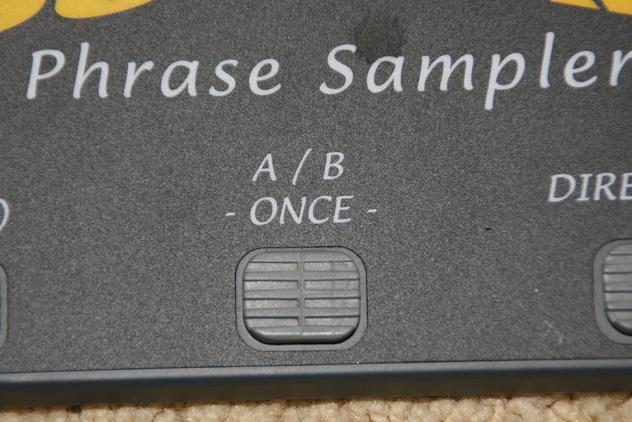 Phrase Sampler
A / B
- ONCE -